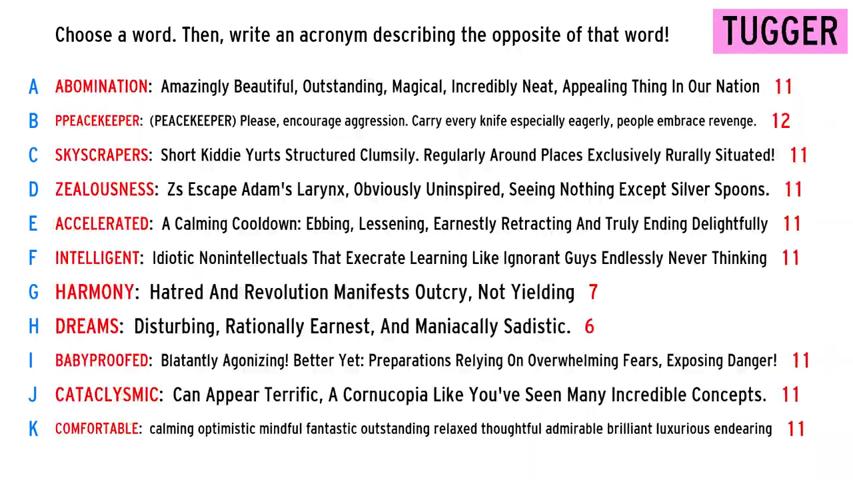 Choose a word. Then, write an acronym describing the opposite of that word!
TUGGER
A ABOMINATION: Amazingly Beautiful, Outstanding, Magical, Incredibly Neat, Appealing Thing In Our Nation 11
B PPEACEKEEPER: (PEACEKEEPER) Please, encourage aggression. Carry every knife especially eagerly, people embrace revenge. 12
C SKYSCRAPERS: Short Kiddie Yurts Structured Clumsily. Regularly Around Places Exclusively Rurally Situated! 11
D ZEALOUSNESS: Zs Escape Adam's Larynx, Obviously Uninspired, Seeing Nothing Except Silver Spoons. 11
E ACCELERATED: A Calming Cooldown: Ebbing, Lessening, Earnestly Retracting And Truly Ending Delightfully 11
F INTELLIGENT: Idiotic Nonintellectuals That Execrate Learning Like Ignorant Guys Endlessly Never Thinking 11
G HARMONY: Hatred And Revolution Manifests Outcry, Not Yielding 7
H DREAMS: Disturbing, Rationally Earnest, And Maniacally Sadistic. 6
I BABYPROOFED: Blatantly Agonizing! Better Yet: Preparations Relying On Overwhelming Fears, Exposing Danger! 11
J CATACLYSMIC: Can Appear Terrific, A Cornucopia Like You've Seen Many Incredible Concepts. 11
K COMFORTABLE: calming optimistic mindful fantastic outstanding relaxed thoughtful admirable brilliant luxurious endearing 11